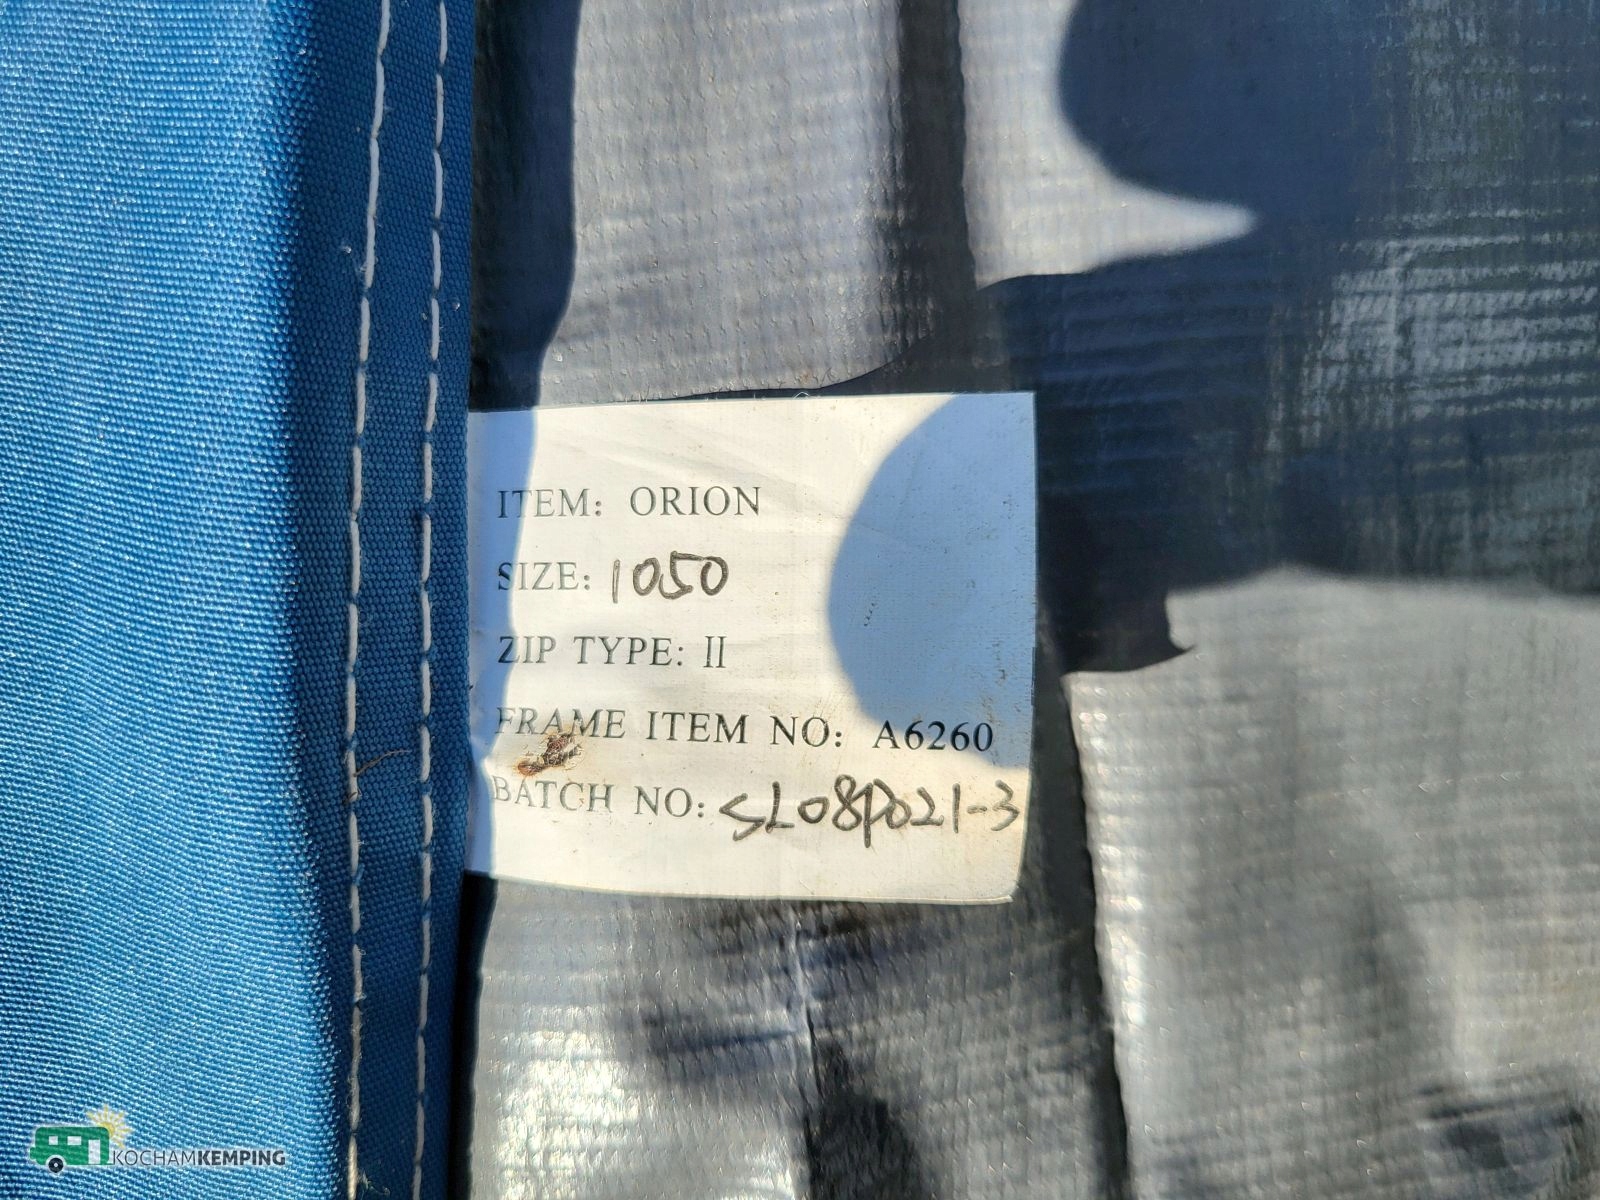 ITEM: ORION
SIZE: 1050
ZIP TYPE: II
FRAME ITEM NO: A6260
BATCH NO: SL08P021-3
KOCHAMKEMPING